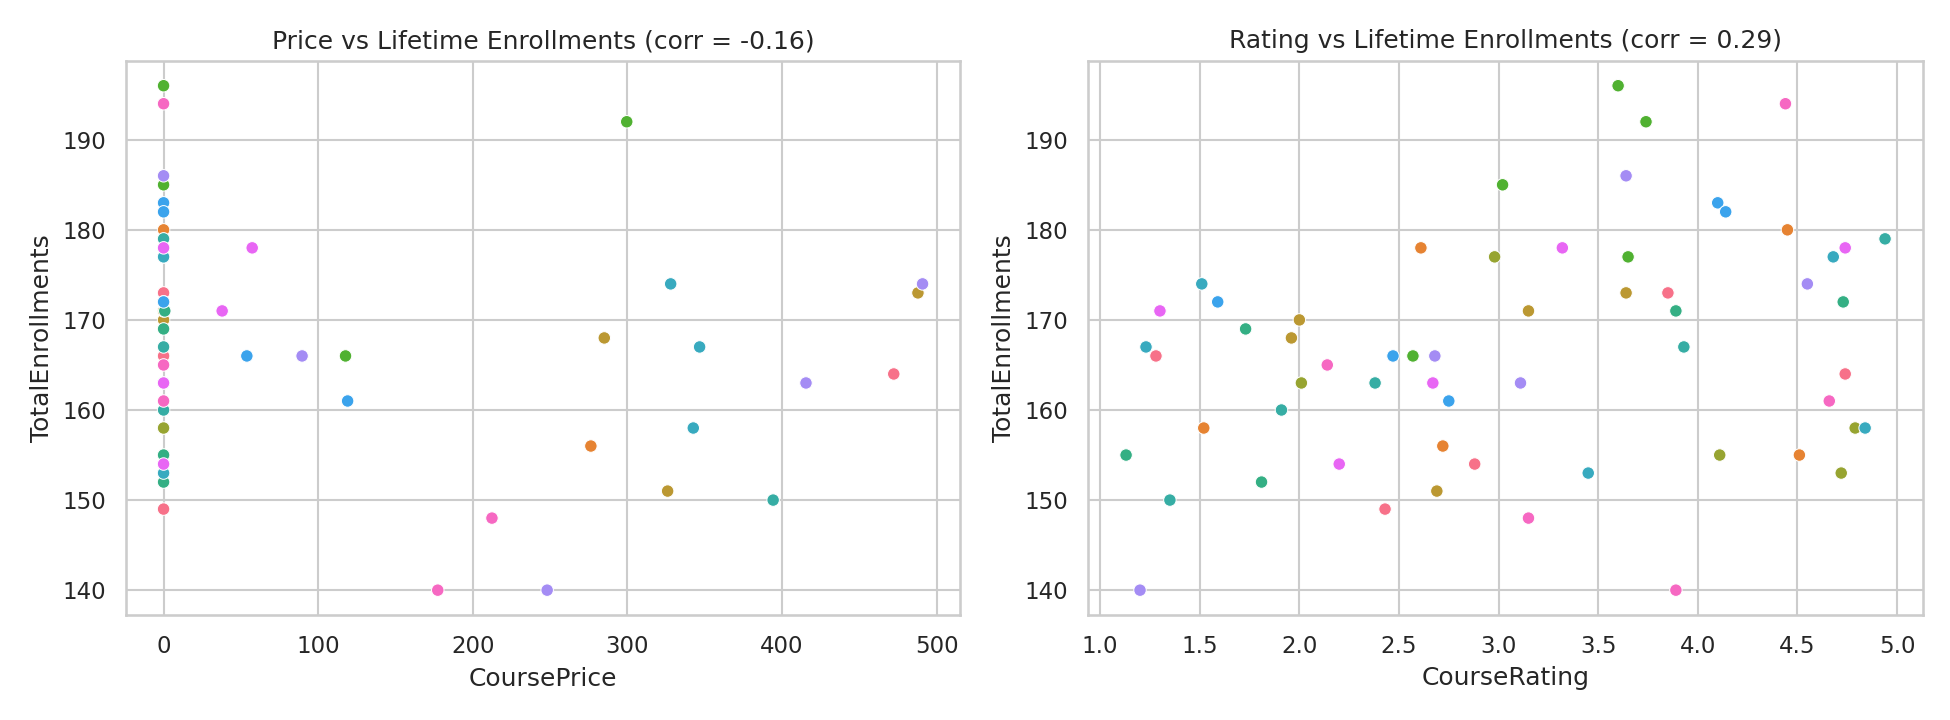 Price vs Lifetime Enrollments (corr = -0.16)
TotalEnrollments
190
180
170
160
150
140
0 100 200 300 400 500
CoursePrice
Rating vs Lifetime Enrollments (corr = 0.29)
TotalEnrollments
190
180
170
160
150
140
1.0 1.5 2.0 2.5 3.0 3.5 4.0 4.5 5.0
CourseRating